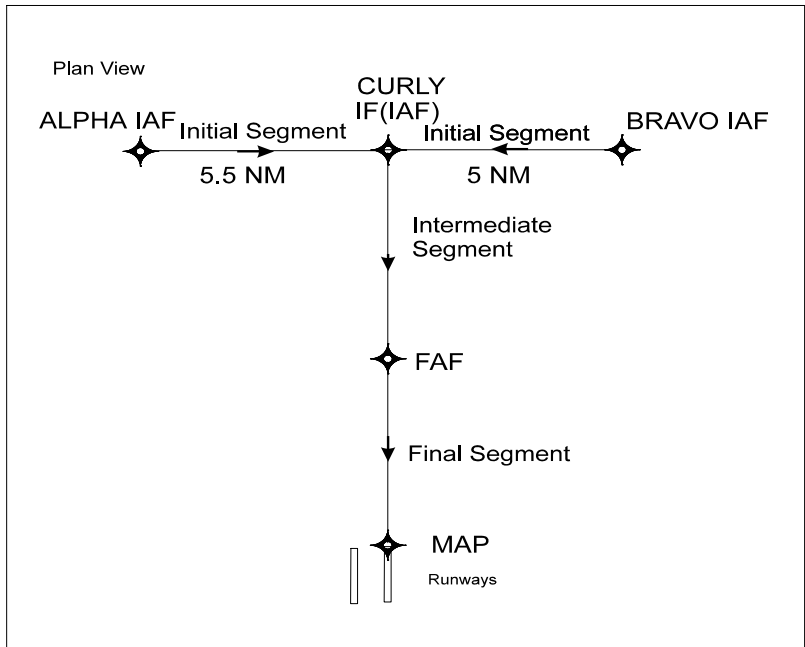 Plan View
CURLY
IF(IAF)
ALPHA IAF
Initial Segment
Initial Segment
BRAVO IAF
5.5 NM
5 NM
Intermediate
Segment
FAF
Final Segment
MAP
Runways